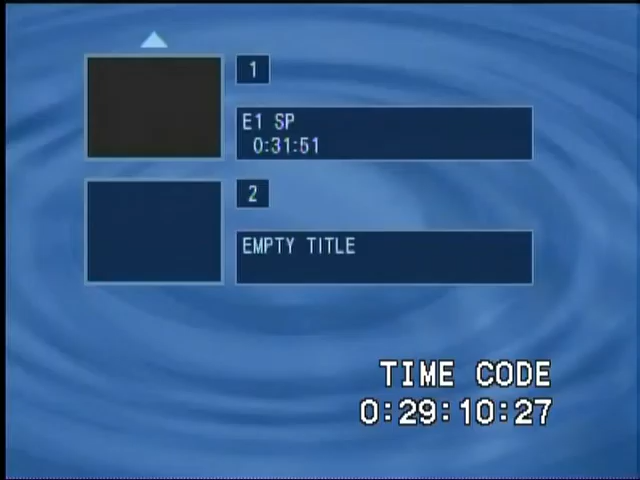 1
E1 SP
0:31:51
2
EMPTY TITLE
TIME CODE
0:29:10:27